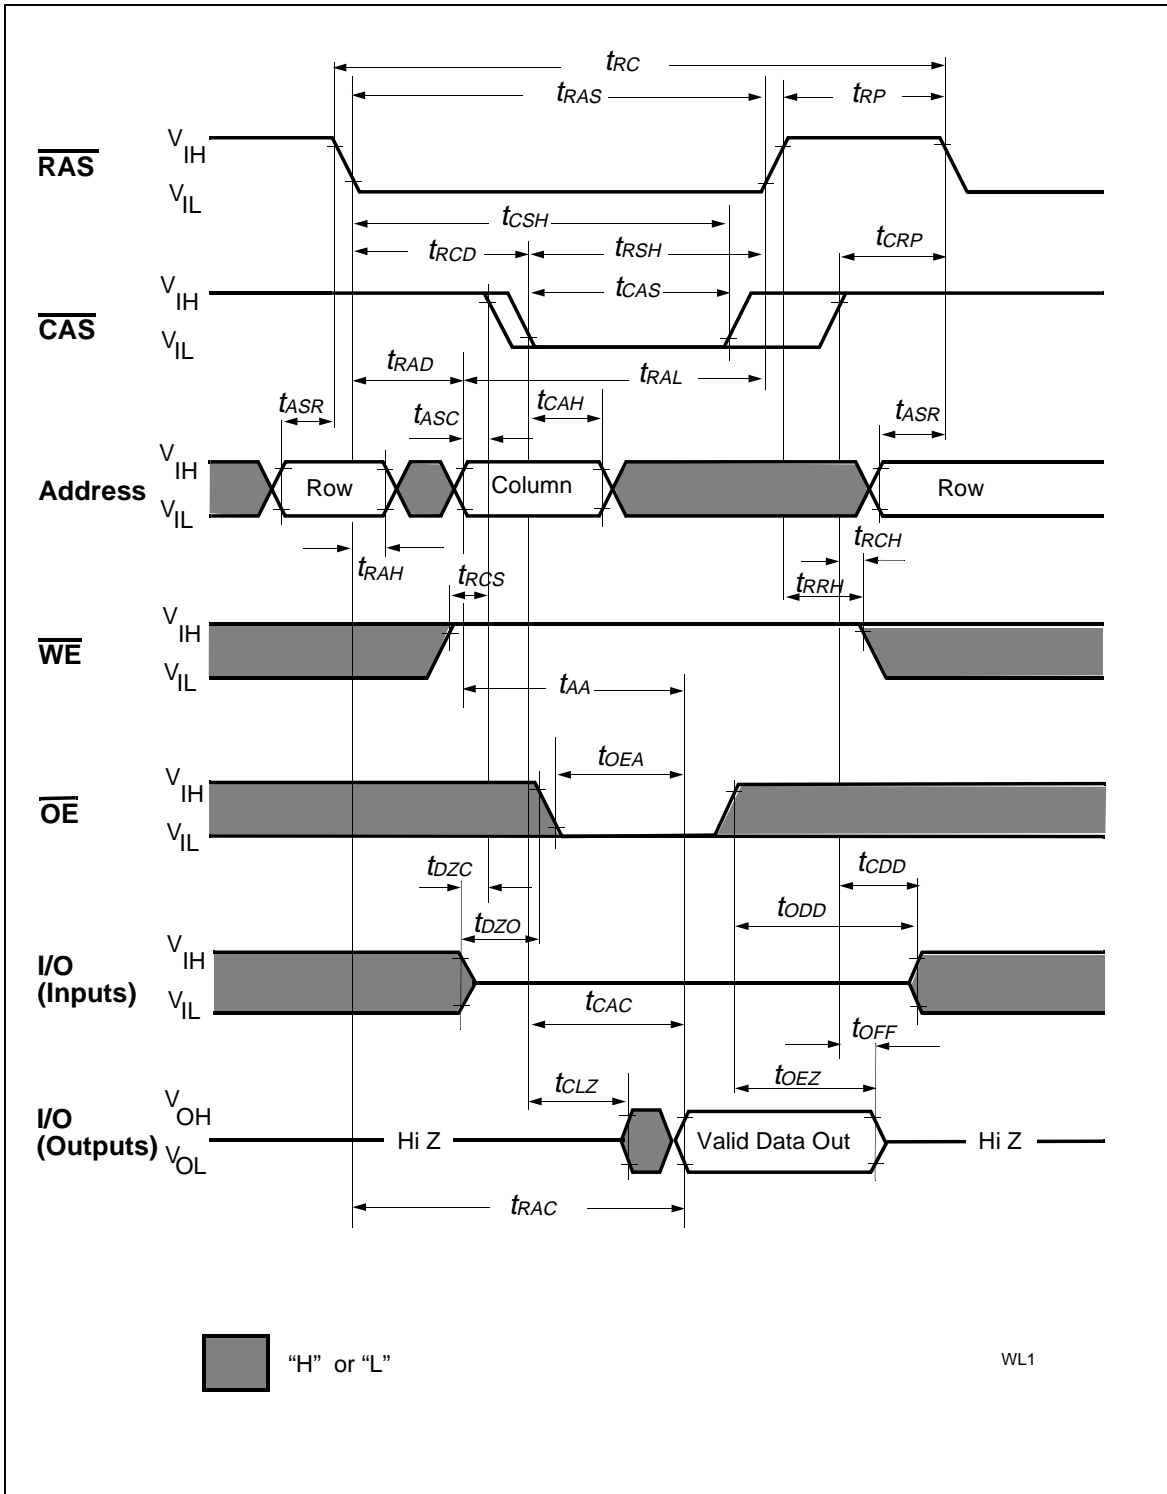 tRC
tRAS
tRP
RAS
VIH
VIL
tCSH
tCRP
tRCD
tRSH
CAS
VIH
tCAS
VIL
tRAD
tRAL
tASR
tASC
tCAH
tASR
Address
VIH
VIL
Row
Column
Row
tRAH
tRCS
tRCH
tRRH
WE
VIH
VIL
tAA
tOEA
OE
VIH
VIL
tDZC
tCDD
tDZO
tODD
I/O
(Inputs)
VIH
VIL
tCAC
tOFF
tCLZ
tOEZ
I/O
(Outputs)
VOH
VOL
Hi Z
Valid Data Out
Hi Z
tRAC
“H” or “L”
WL1